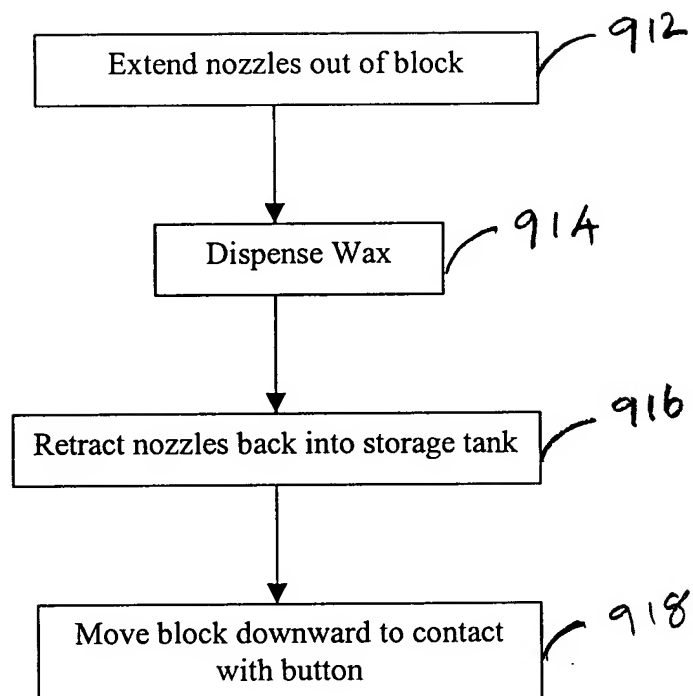 Extend nozzles out of block
912
Dispense Wax
914
Retract nozzles back into storage tank
916
Move block downward to contact
with button
918